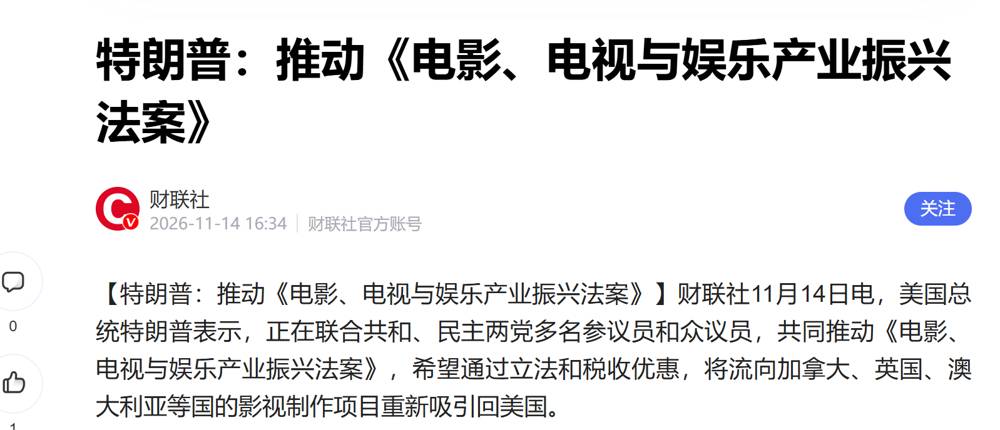 特朗普：推动《电影、电视与娱乐产业振兴
法案》
财联社
2026-11-14 16:34 财联社官方账号
关注
【特朗普：推动《电影、电视与娱乐产业振兴法案》】财联社11月14日电，美国总
统特朗普表示，正在联合共和、民主两党多名参议员和众议员，共同推动《电影、
电视与娱乐产业振兴法案》，希望通过立法和税收优惠，将流向加拿大、英国、澳
大利亚等国的影视制作项目重新吸引回美国。
0
1